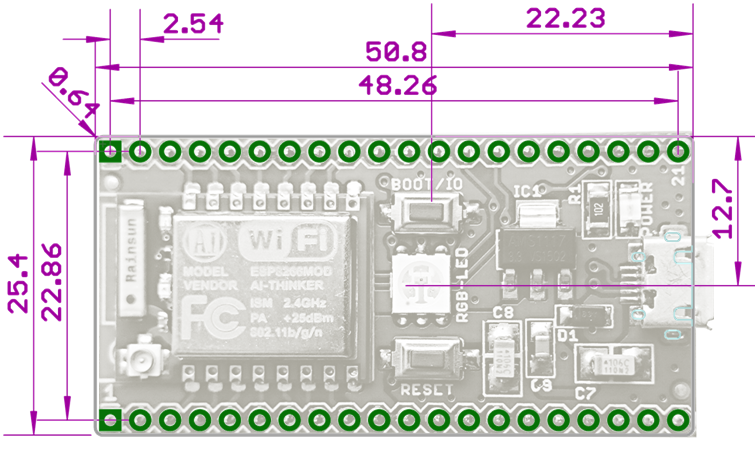 2.54
22.23
50.8
48.26
0.64
25.4
22.86
12.7
BOOT/IO
IC1
R1
102
POWER
21
Rainsun
Ai
WiFi
MODEL ESP8266MOD
VENDOR AI-THINKER
FC
ISM 2.4GHz
PA +25dBm
802.11b/g/n
RGB-LED
C8
D1
C9
C7
RESET
1